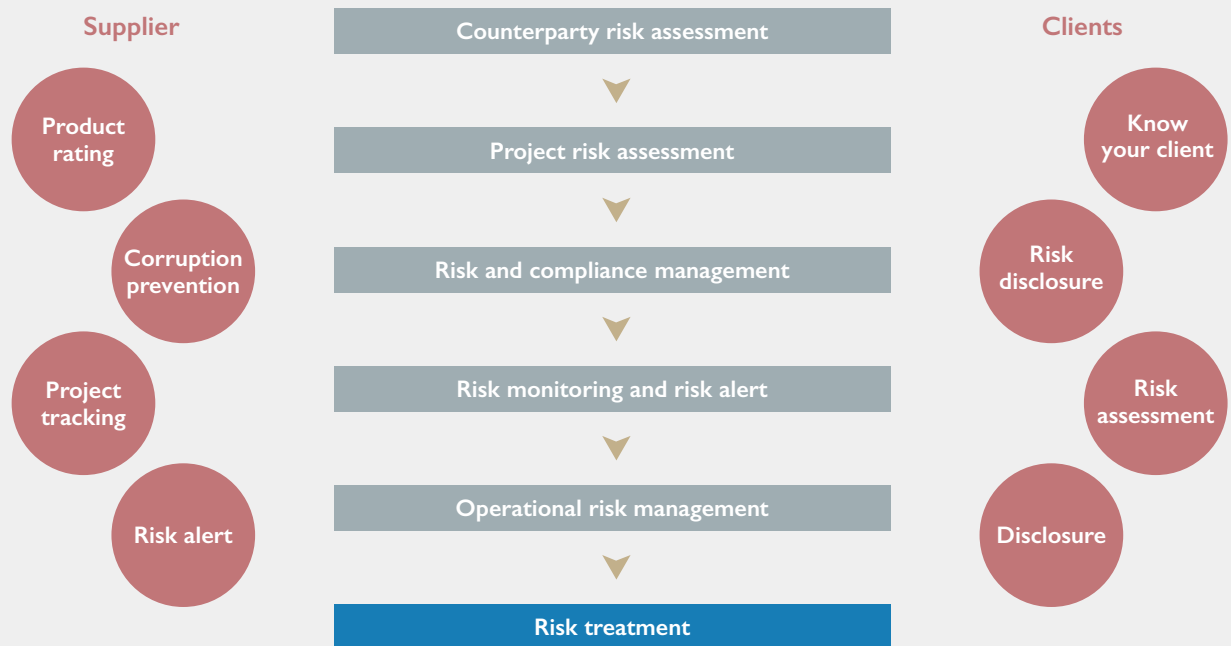 Supplier
Product
rating
Corruption
prevention
Project
tracking
Risk alert
Counterparty risk assessment
Project risk assessment
Risk and compliance management
Risk monitoring and risk alert
Operational risk management
Risk treatment
Clients
Know
your client
Risk
disclosure
Risk
assessment
Disclosure